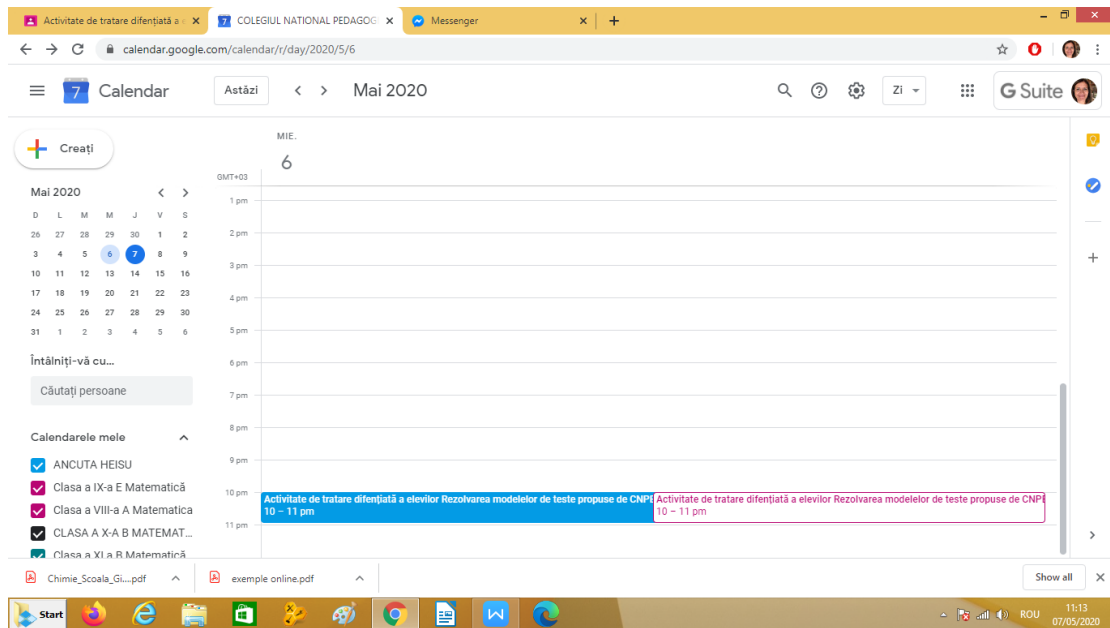 Activitate de tratare difențiată a e
COLEGIUL NATIONAL PEDAGOG
Messenger
calendar.google.com/calendar/r/day/2020/5/6
7
Calendar
Astăzi
Mai 2020
Zi
G Suite
Creați
MIE.
6
GMT+03
Mai 2020
D L M M J V S
26 27 28 29 30 1 2
3 4 5 6 7 8 9
10 11 12 13 14 15 16
17 18 19 20 21 22 23
24 25 26 27 28 29 30
31 1 2 3 4 5 6
Întâlniți-vă cu...
Căutați persoane
Calendarele mele
ANCUTA HEISU
Clasa a IX-a E Matematică
Clasa a VIII-a A Matematica
CLASA A X-A B MATEMAT...
Clasa a XI a B Matematică
1 pm
2 pm
3 pm
4 pm
5 pm
6 pm
7 pm
8 pm
9 pm
10 pm
11 pm
Activitate de tratare difențiată a elevilor Rezolvarea modelelor de teste propuse de CNPE
10 – 11 pm
Activitate de tratare difențiată a elevilor Rezolvarea modelelor de teste propuse de CNPE
10 – 11 pm
Chimie_Scoala_Gi....pdf
exemple online.pdf
Show all
Start
ROU
11:13
07/05/2020